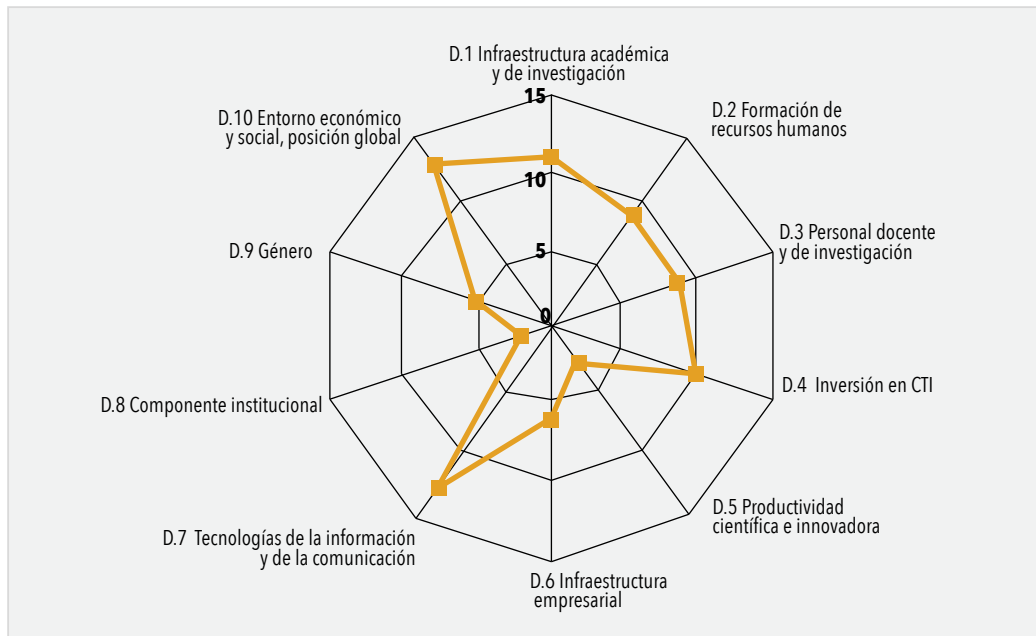 D.1 Infraestructura académica
y de investigación
15
D.2 Formación de
recursos humanos
D.10 Entorno económico
y social, posición global
10
D.3 Personal docente
y de investigación
D.9 Género
5
0
D.4 Inversión en CTI
D.8 Componente institucional
D.5 Productividad
científica e innovadora
D.7 Tecnologías de la información
y de la comunicación
D.6 Infraestructura
empresarial